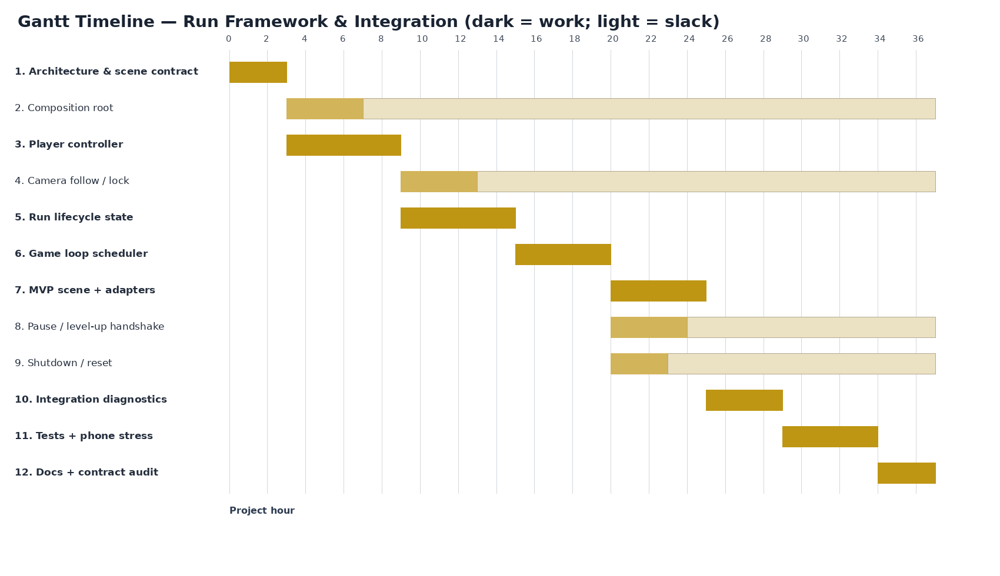 Gantt Timeline — Run Framework & Integration (dark = work; light = slack)
0 2 4 6 8 10 12 14 16 18 20 22 24 26 28 30 32 34 36
1. Architecture & scene contract
2. Composition root
3. Player controller
4. Camera follow / lock
5. Run lifecycle state
6. Game loop scheduler
7. MVP scene + adapters
8. Pause / level-up handshake
9. Shutdown / reset
10. Integration diagnostics
11. Tests + phone stress
12. Docs + contract audit
Project hour